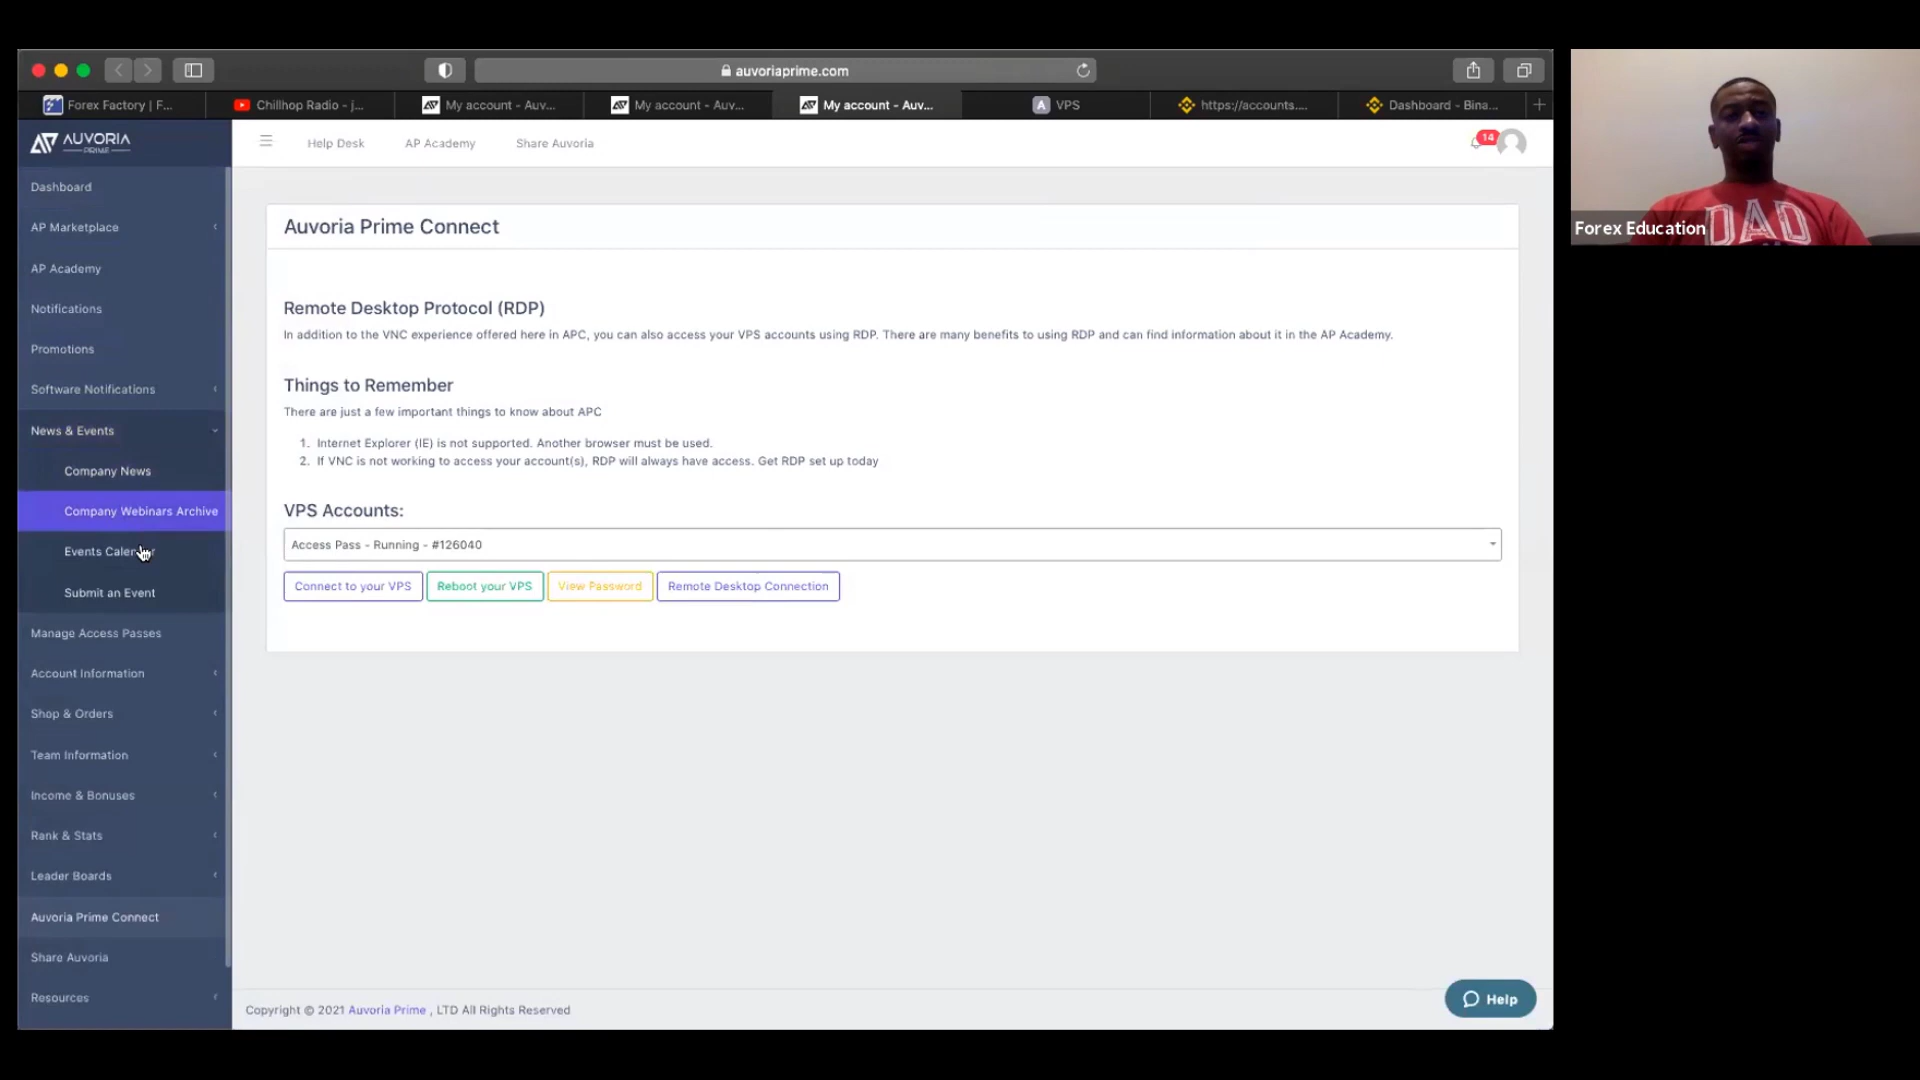 auvoriaprime.com
Forex Factory | F...
Chillhop Radio - j...
My account - Auv...
My account - Auv...
My account - Auv...
A VPS
https://accounts....
Dashboard - Bina...
AUVORIA
PRIME
Help Desk
AP Academy
Share Auvoria
14
Dashboard
AP Marketplace
AP Academy
Notifications
Promotions
Software Notifications
News & Events
Company News
Company Webinars Archive
Events Calen r
Submit an Event
Manage Access Passes
Account Information
Shop & Orders
Team Information
Income & Bonuses
Rank & Stats
Leader Boards
Auvoria Prime Connect
Share Auvoria
Resources
Auvoria Prime Connect
Remote Desktop Protocol (RDP)
In addition to the VNC experience offered here in APC, you can also access your VPS accounts using RDP. There are many benefits to using RDP and can find information about it in the AP Academy.
Things to Remember
There are just a few important things to know about APC
1. Internet Explorer (IE) is not supported. Another browser must be used.
2. If VNC is not working to access your account(s), RDP will always have access. Get RDP set up today
VPS Accounts:
Access Pass - Running - #126040
Connect to your VPS
Reboot your VPS
View Password
Remote Desktop Connection
Copyright © 2021 Auvoria Prime , LTD All Rights Reserved
Help
Forex Education
DAD